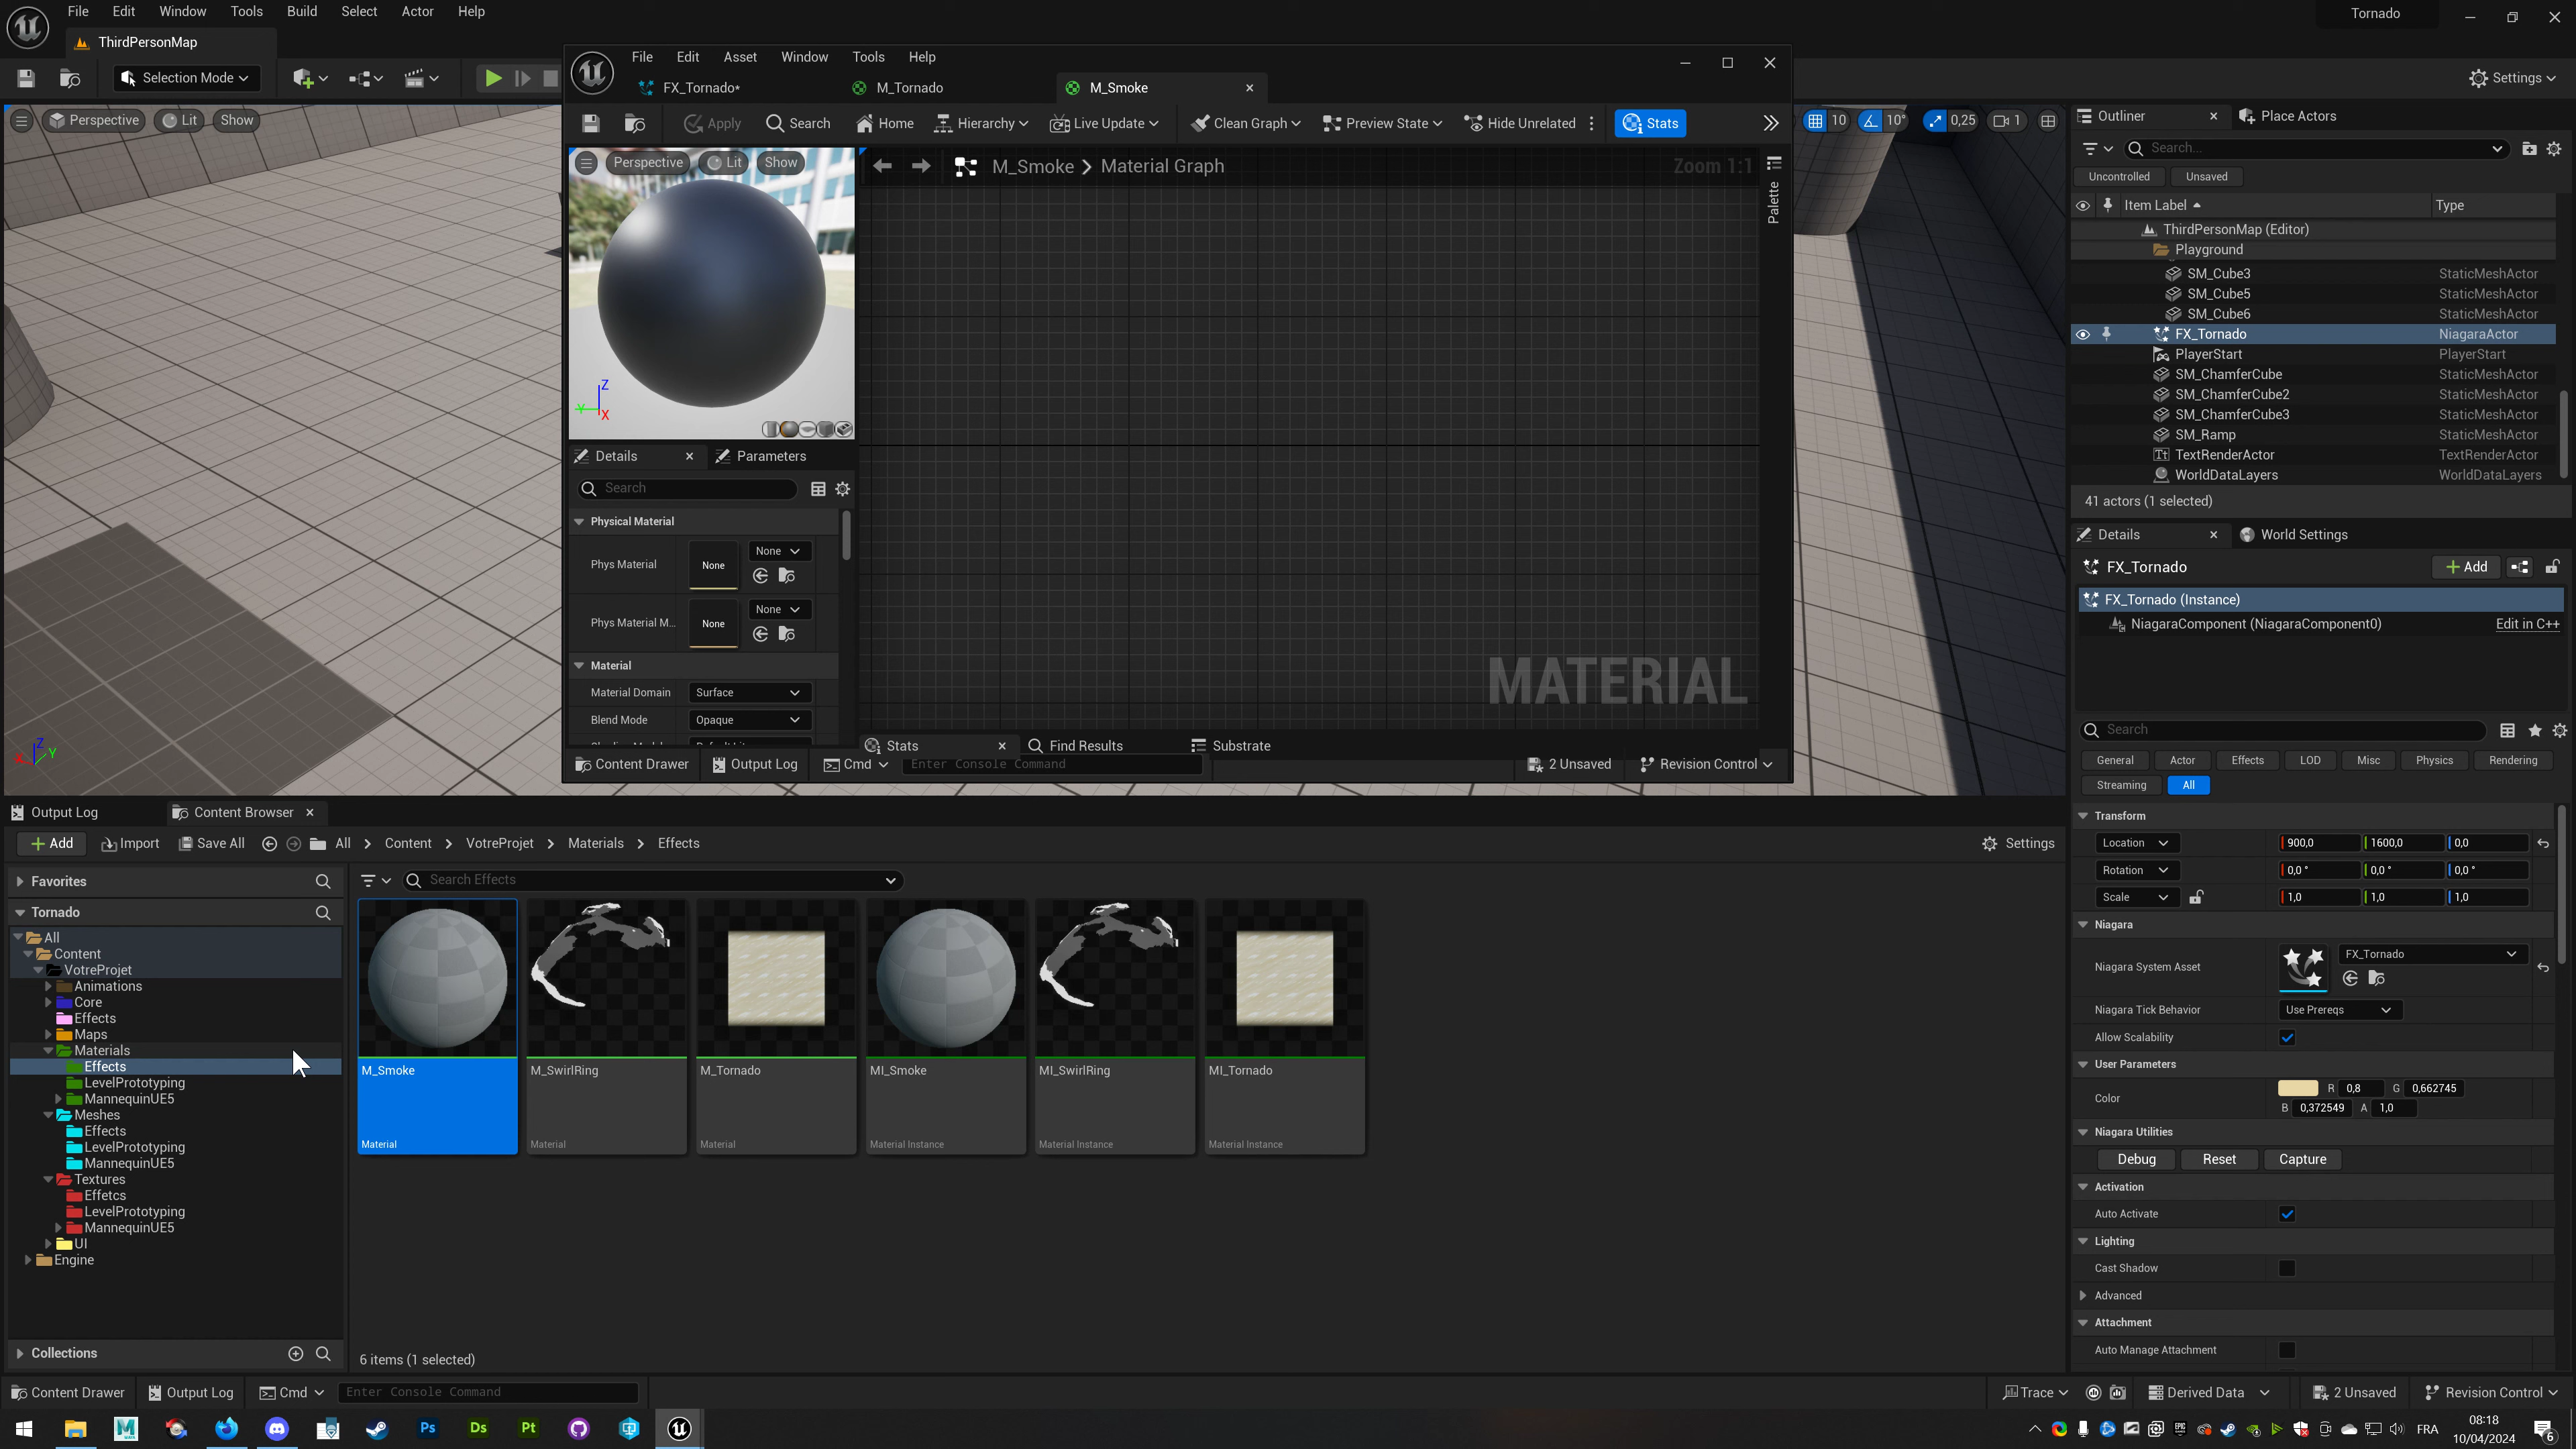 File Edit Window Tools Build Select Actor Help
Tornado
ThirdPersonMap
Selection Mode
Settings
File Edit Asset Window Tools Help
FX_Tornado*
M_Tornado
M_Smoke
Apply
Search
Home
Hierarchy
Live Update
Clean Graph
Preview State
Hide Unrelated
Stats
Perspective
Lit
Show
10
10°
0,25
1
Perspective
Lit
Show
M_Smoke
Material Graph
Zoom 1:1
Palette
Z
Y
X
Details
Parameters
Search
Physical Material
Phys Material
None
None
Phys Material M...
None
None
Material
Material Domain
Surface
Blend Mode
Opaque
MATERIAL
Stats
Find Results
Substrate
Content Drawer
Output Log
Cmd
Enter Console Command
2 Unsaved
Revision Control
Z
Y
X
Outliner
Place Actors
Search...
Uncontrolled
Unsaved
Item Label
Type
ThirdPersonMap (Editor)
Playground
SM_Cube3 StaticMeshActor
SM_Cube5 StaticMeshActor
SM_Cube6 StaticMeshActor
FX_Tornado NiagaraActor
PlayerStart PlayerStart
SM_ChamferCube StaticMeshActor
SM_ChamferCube2 StaticMeshActor
SM_ChamferCube3 StaticMeshActor
SM_Ramp StaticMeshActor
TextRenderActor TextRenderActor
WorldDataLayers WorldDataLayers
41 actors (1 selected)
Details
World Settings
FX_Tornado
Add
FX_Tornado (Instance)
NiagaraComponent (NiagaraComponent0)
Edit in C++
Search
General Actor Effects LOD Misc Physics Rendering
Streaming All
Transform
Location 900,0 1600,0 0,0
Rotation 0,0 ° 0,0 ° 0,0 °
Scale 1,0 1,0 1,0
Niagara
Niagara System Asset
FX_Tornado
Niagara Tick Behavior
Use Prereqs
Allow Scalability
User Parameters
Color
R 0,8 G 0,662745
B 0,372549 A 1,0
Niagara Utilities
Debug Reset Capture
Activation
Auto Activate
Lighting
Cast Shadow
Advanced
Attachment
Auto Manage Attachment
Output Log
Content Browser
Add
Import
Save All
All
Content
VotreProjet
Materials
Effects
Settings
Favorites
Tornado
All
Content
VotreProjet
Animations
Core
Effects
Maps
Materials
Effects
LevelPrototyping
MannequinUE5
Meshes
Effects
LevelPrototyping
MannequinUE5
Textures
Effetcs
LevelPrototyping
MannequinUE5
UI
Engine
Collections
Search Effects
M_Smoke
Material
M_SwirlRing
Material
M_Tornado
Material
MI_Smoke
Material Instance
MI_SwirlRing
Material Instance
MI_Tornado
Material Instance
6 items (1 selected)
Content Drawer
Output Log
Cmd
Enter Console Command
Trace
Derived Data
2 Unsaved
Revision Control
Ps
Ds
Pt
FRA
08:18
10/04/2024
6